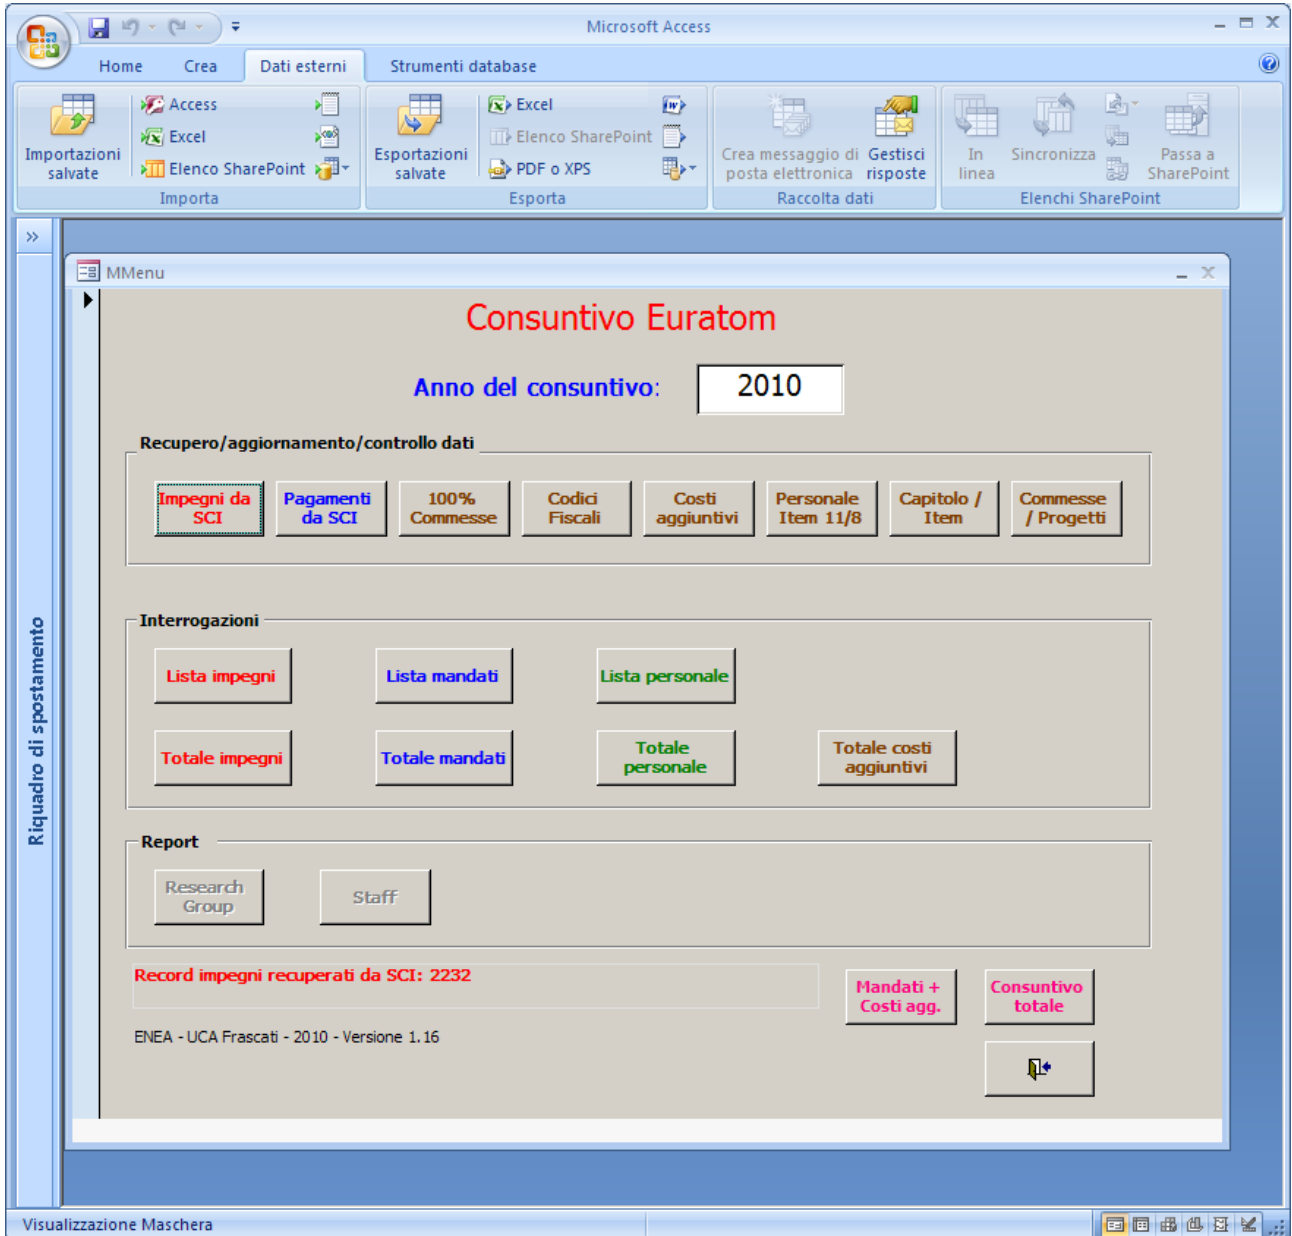 Microsoft Access
Home Crea Dati esterni Strumenti database
Importazioni salvate
Access
Excel
Elenco SharePoint
Importa
Esportazioni salvate
Excel
Elenco SharePoint
PDF o XPS
Esporta
Crea messaggio di posta elettronica
Gestisci risposte
Raccolta dati
In linea
Sincronizza
Passa a SharePoint
Elenchi SharePoint
MMenu
Consuntivo Euratom
Anno del consuntivo: 2010
Recupero/aggiornamento/controllo dati
Impegni da SCI
Pagamenti da SCI
100% Commesse
Codici Fiscali
Costi aggiuntivi
Personale Item 11/8
Capitolo / Item
Commesse / Progetti
Interrogazioni
Lista impegni
Lista mandati
Lista personale
Totale impegni
Totale mandati
Totale personale
Totale costi aggiuntivi
Report
Research Group
Staff
Record impegni recuperati da SCI: 2232
Mandati + Costi agg.
Consuntivo totale
ENEA - UCA Frascati - 2010 - Versione 1.16
Riquadro di spostamento
Visualizzazione Maschera